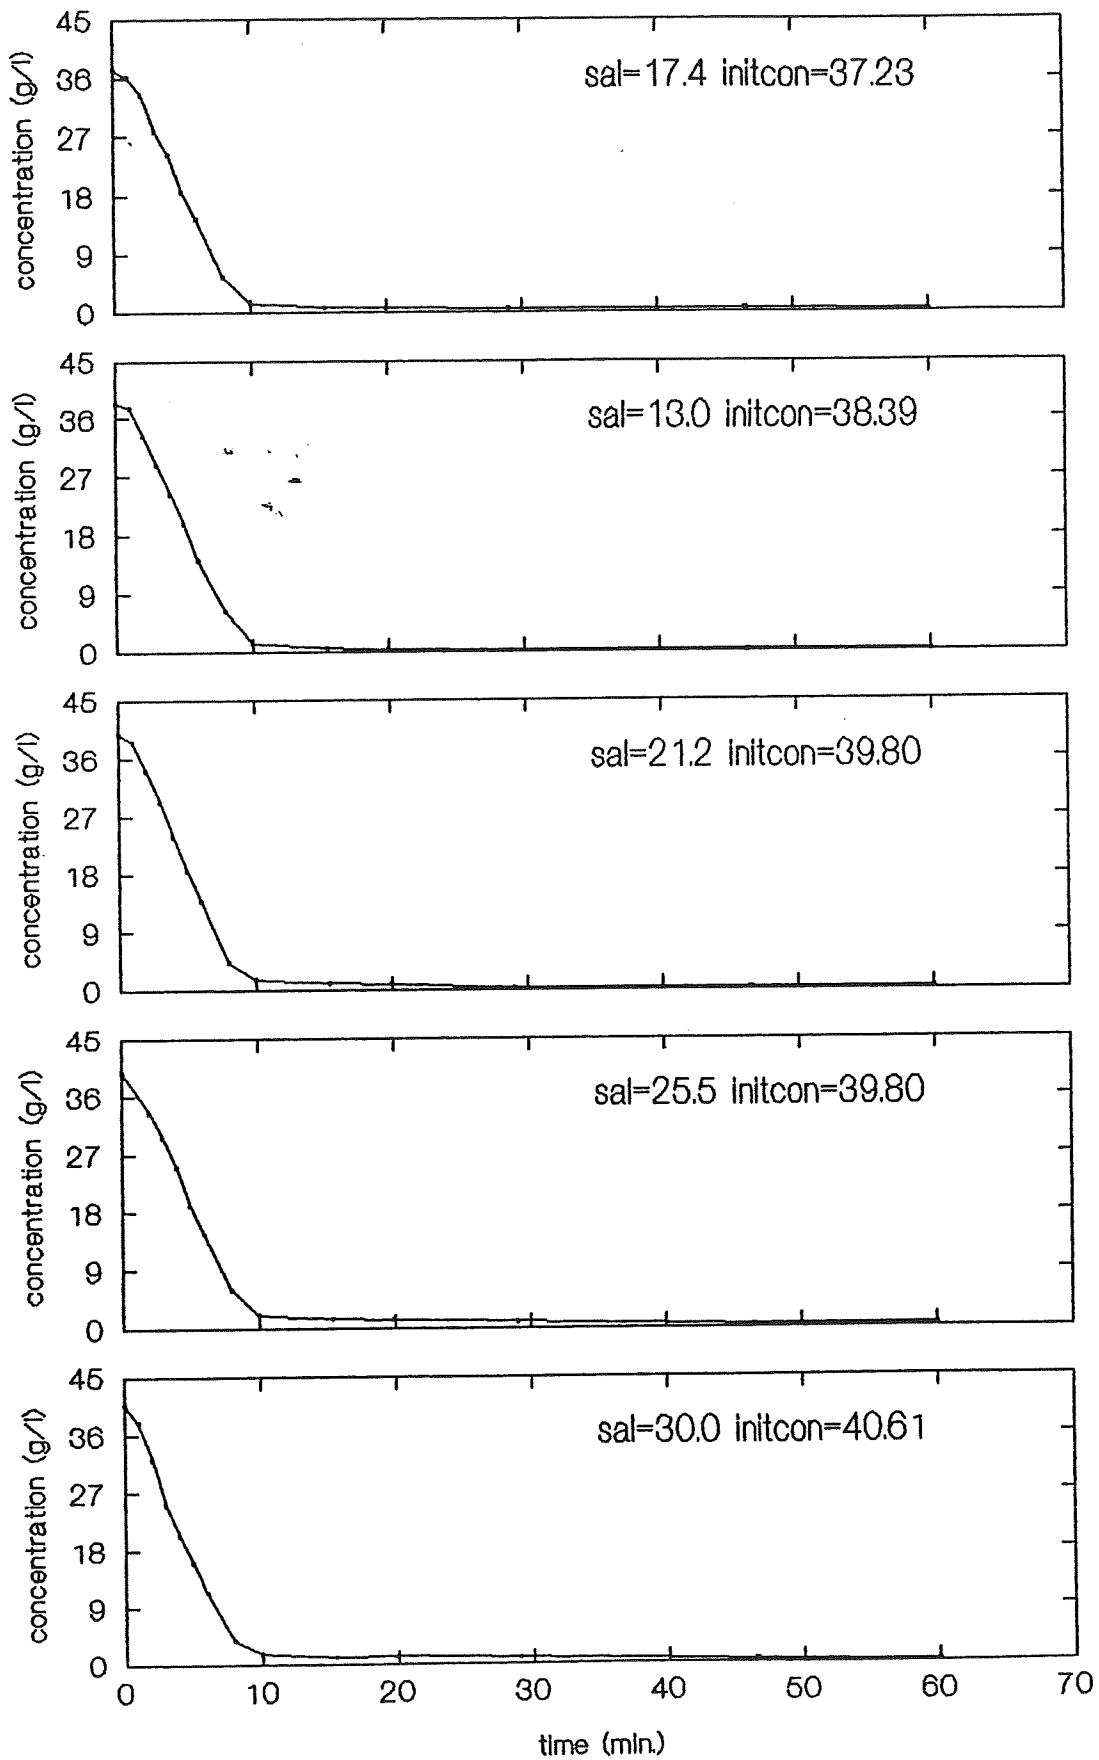 45
36
27
18
9
0
concentration (g/l)
sal=17.4 initcon=37.23
45
36
27
18
9
0
concentration (g/l)
sal=13.0 initcon=38.39
45
36
27
18
9
0
concentration (g/l)
sal=21.2 initcon=39.80
45
36
27
18
9
0
concentration (g/l)
sal=25.5 initcon=39.80
45
36
27
18
9
0
concentration (g/l)
sal=30.0 initcon=40.61
0 10 20 30 40 50 60 70
time (min.)